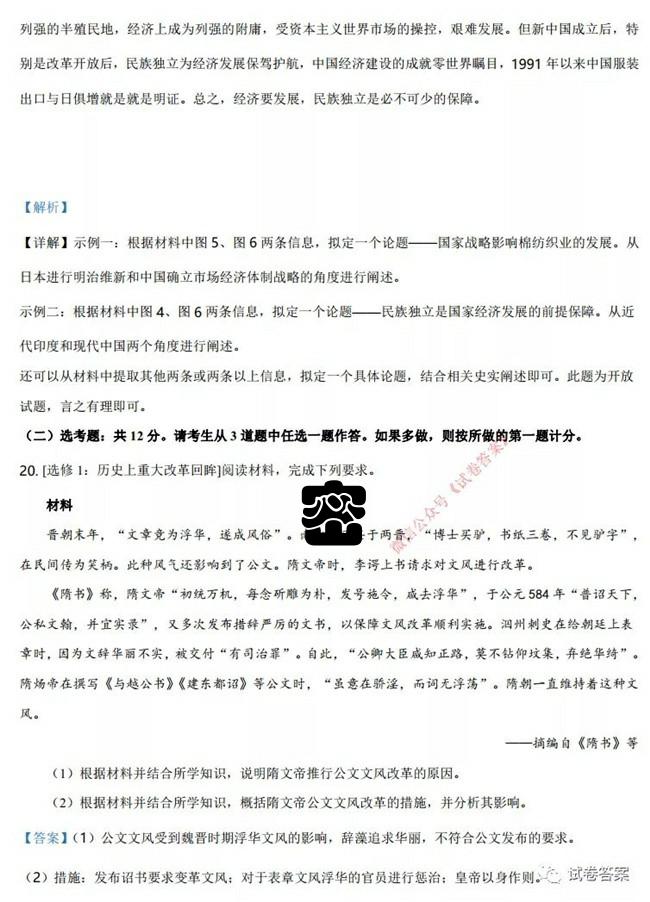 列强的半殖民地，经济上成为列强的附庸，受资本主义世界市场的操控，艰难发展。但新中国成立后，特
别是改革开放后，民族独立为经济发展保驾护航，中国经济建设的成就零世界瞩目，1991 年以来中国服装
出口与日俱增就是就是明证。总之，经济要发展，民族独立是必不可少的保障。
【解析】
【详解】示例一：根据材料中图 5、图 6 两条信息，拟定一个论题——国家战略影响棉纺织业的发展。从
日本进行明治维新和中国确立市场经济体制战略的角度进行阐述。
示例二：根据材料中图 4、图 6 两条信息，拟定一个论题——民族独立是国家经济发展的前提保障。从近
代印度和现代中国两个角度进行阐述。
还可以从材料中提取其他两条或两条以上信息，拟定一个具体论题，结合相关史实阐述即可。此题为开放
试题，言之有理即可。
（二）选考题：共 12 分。请考生从 3 道题中任选一题作答。如果多做，则按所做的第一题计分。
20. [选修 1：历史上重大改革回眸]阅读材料，完成下列要求。
材料
晋朝末年，“文章竞为浮华，遂成风俗”。于两晋，“博士买驴，书纸三卷，不见驴字”，
在民间传为笑柄。此种风气还影响到了公文。隋文帝时，李谔上书请求对文风进行改革。
《隋书》称，隋文帝“初统万机，每念斫雕为朴，发号施令，咸去浮华”，于公元 584 年“普诏天下，
公私文翰，并宜实录”，又多次发布措辞严厉的文书，以保障文风改革顺利实施。泗州刺史在给朝廷上表
章时，因为文辞华丽不实，被交付“有司治罪”。自此，“公卿大臣咸知正路，莫不钻仰坟集，弃绝华绮”。
隋炀帝在撰写《与越公书》《建东都诏》等公文时，“虽意在骄淫，而词无浮荡”。隋朝一直维持着这种文
风。
——摘编自《隋书》等
（1）根据材料并结合所学知识，说明隋文帝推行公文文风改革的原因。
（2）根据材料并结合所学知识，概括隋文帝公文文风改革的措施，并分析其影响。
【答案】（1）公文文风受到魏晋时期浮华文风的影响，辞藻追求华丽，不符合公文发布的要求。
（2）措施：发布诏书要求变革文风；对于表章文风浮华的官员进行惩治；皇帝以身作则。
微信公众号《试卷答案》
试卷答案